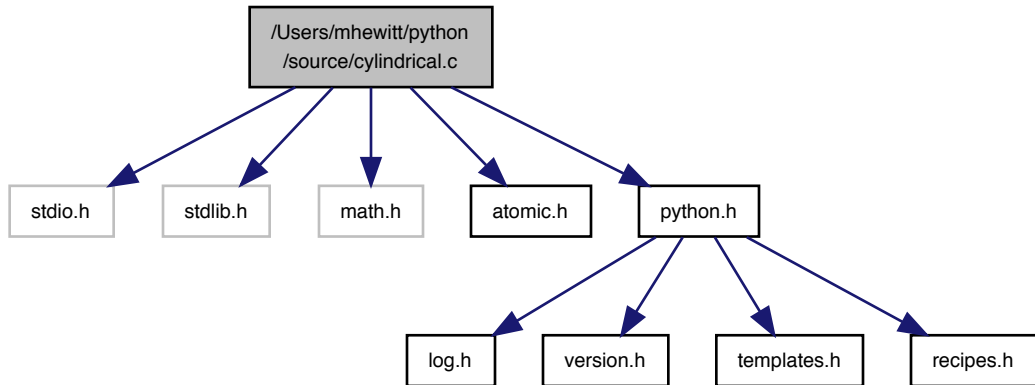 /Users/mhewitt/python
/source/cylindrical.c
stdio.h
stdlib.h
math.h
atomic.h
python.h
log.h
version.h
templates.h
recipes.h